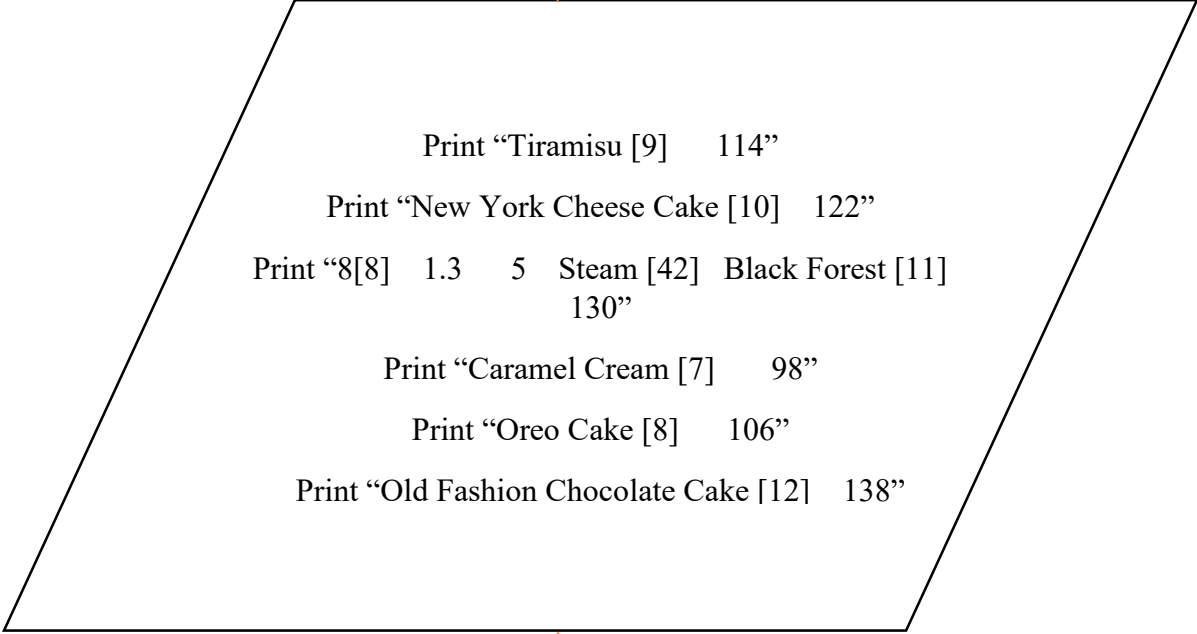 Print “Tiramisu [9] 114”
Print “New York Cheese Cake [10] 122”
Print “8[8] 1.3 5 Steam [42] Black Forest [11]
130”
Print “Caramel Cream [7] 98”
Print “Oreo Cake [8] 106”
Print “Old Fashion Chocolate Cake [12] 138”